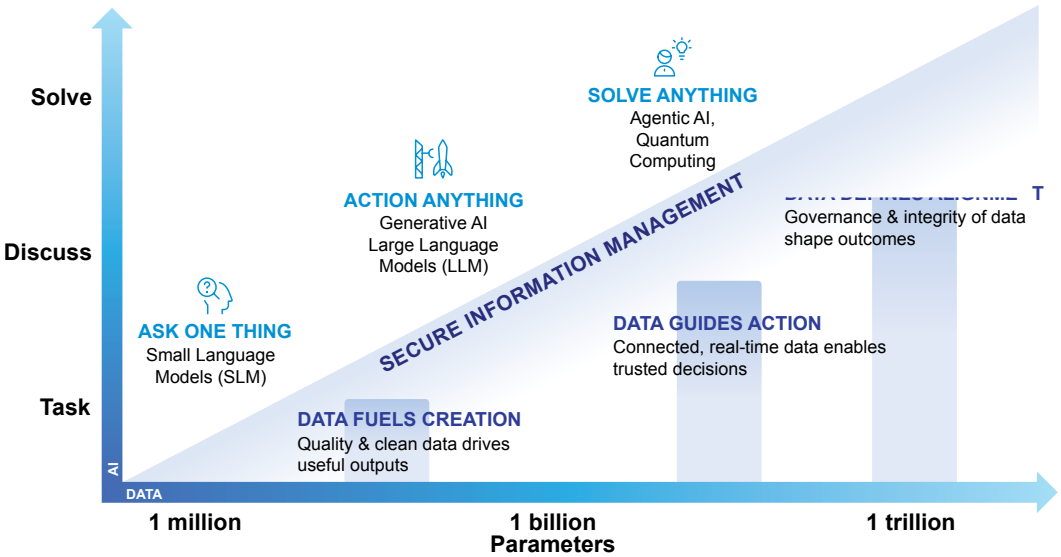 Solve
Discuss
Task
AI
SOLVE ANYTHING
Agentic AI,
Quantum
Computing
ACTION ANYTHING
Generative AI
Large Language
Models (LLM)
ASK ONE THING
Small Language
Models (SLM)
SECURE INFORMATION MANAGEMENT
DATA DEFINES ALIGNME T
Governance & integrity of data
shape outcomes
DATA GUIDES ACTION
Connected, real-time data enables
trusted decisions
DATA FUELS CREATION
Quality & clean data drives
useful outputs
DATA
1 million
1 billion
1 trillion
Parameters